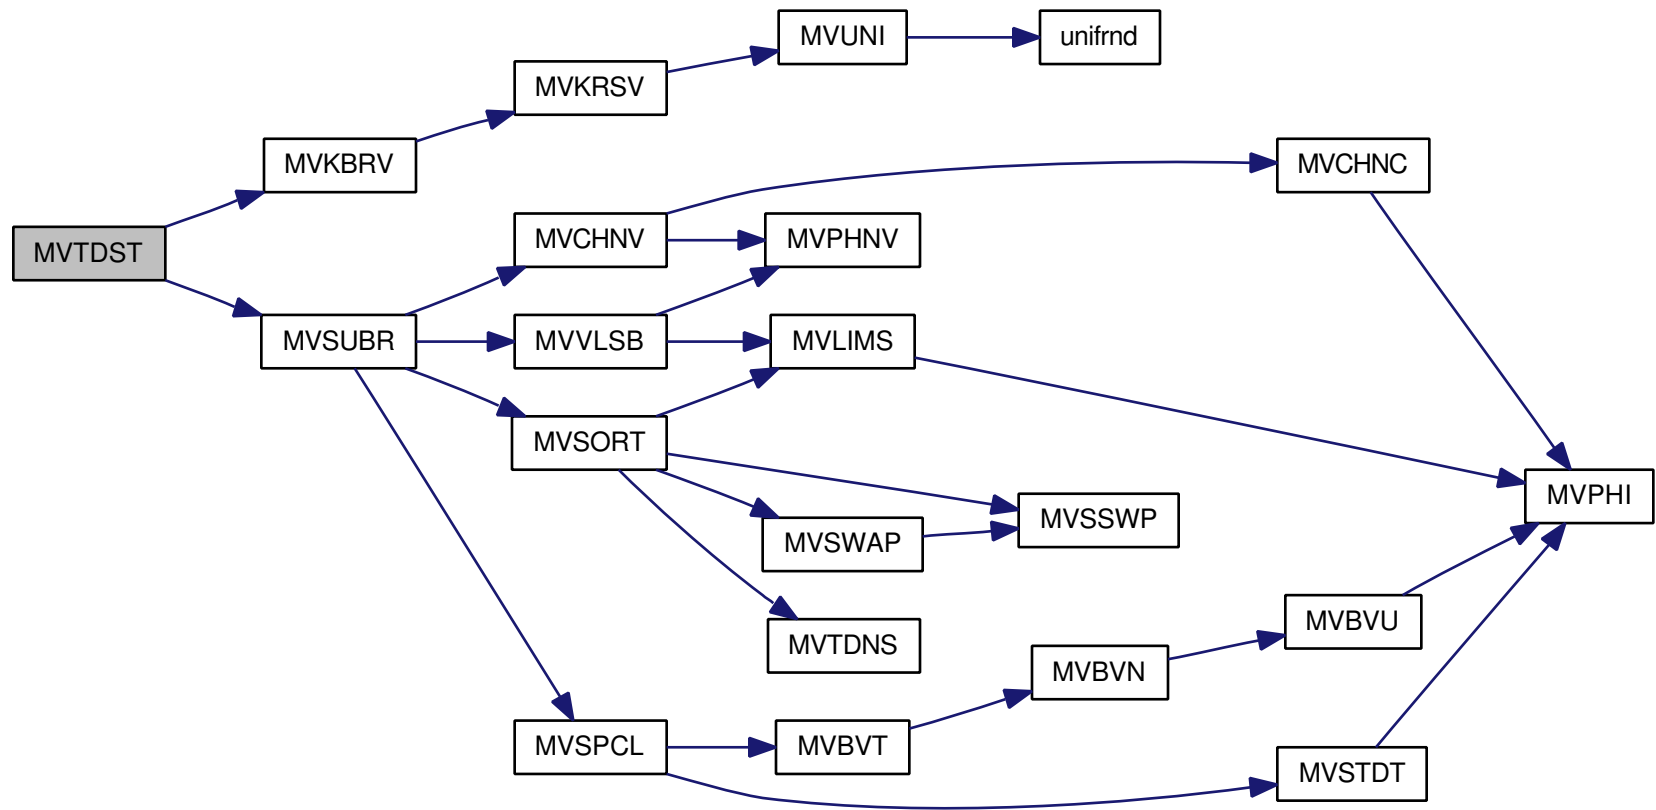 MVUNI
unifrnd
MVKRSV
MVKBRV
MVCHNC
MVTDST
MVCHNV
MVPHNV
MVSUBR
MVVLSB
MVLIMS
MVSORT
MVPHI
MVSWAP
MVSSWP
MVTDNS
MVBVU
MVBVN
MVSPCL
MVBVT
MVSTDT